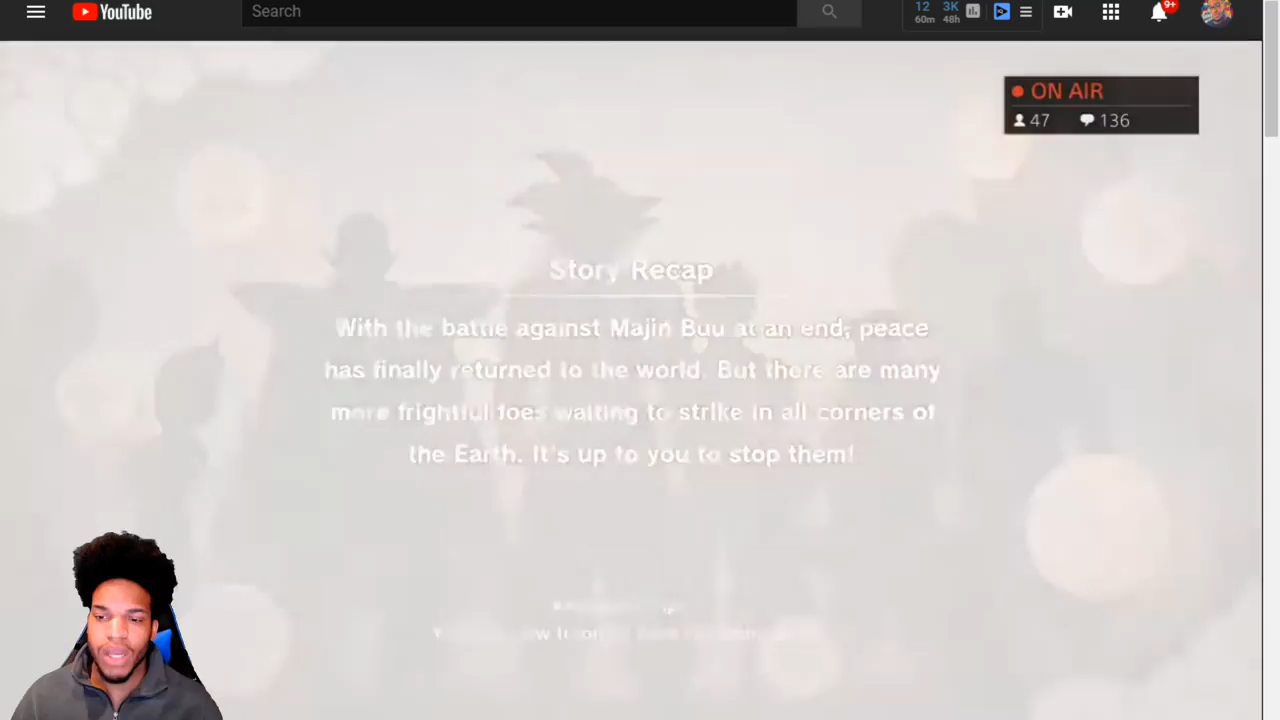 YouTube
Search
12 3K
60m 48h
9+
ON AIR
47 136
Story Recap
With the battle against Majin Buu at an end, peace
has finally returned to the world. But there are many
more frightful foes waiting to strike in all corners of
the Earth. It's up to you to stop them!